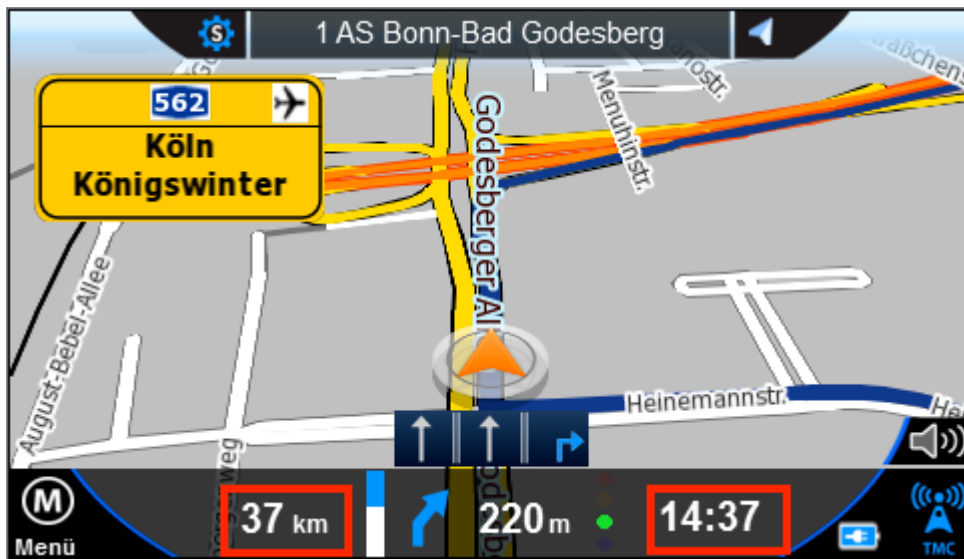 S
1 AS Bonn-Bad Godesberg
562
Köln
Königswinter
Godesberger All
Menuhinstr.
August-Bebel-Allee
Heinemannstr.
M
Menü
37 km
220 m
14:37
TMC